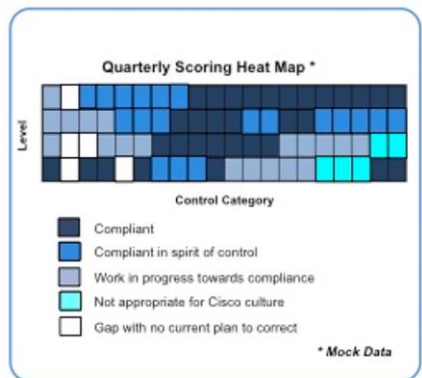 Quarterly Scoring Heat Map *
Level
Control Category
Compliant
Compliant in spirit of control
Work in progress towards compliance
Not appropriate for Cisco culture
Gap with no current plan to correct
* Mock Data